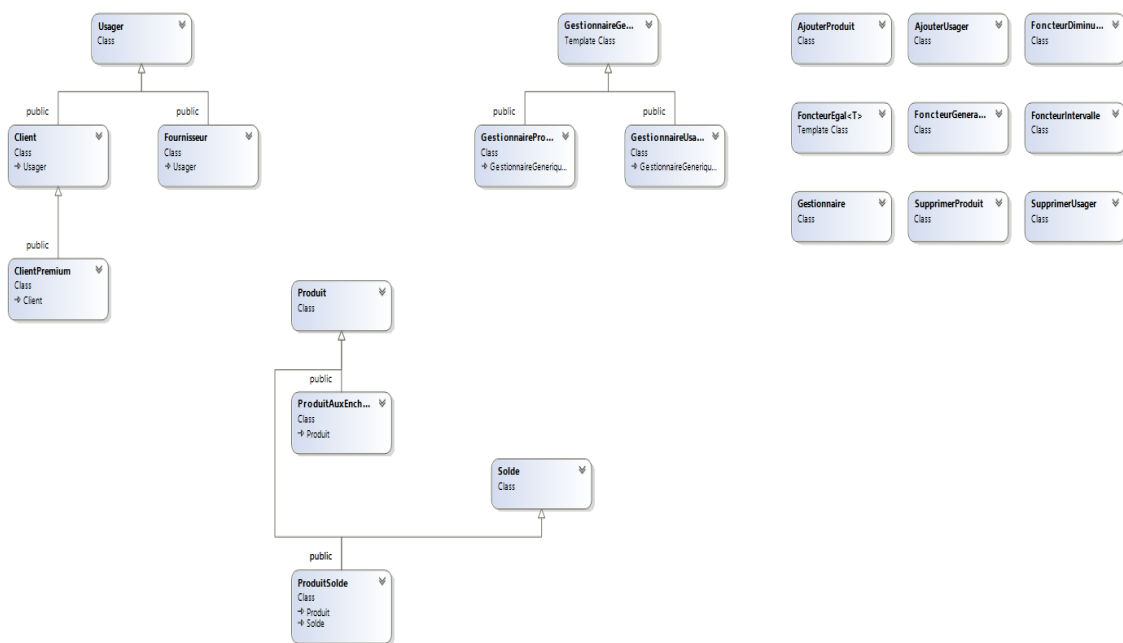 Usager
Class
GestionnaireGe...
Template Class
AjouterProduit
Class
AjouterUsager
Class
FoncteurDiminu...
Class
public
public
public
public
Client
Class
Usager
Fournisseur
Class
Usager
GestionnairePro...
Class
GestionnaireGeneriqu...
GestionnaireUsa...
Class
GestionnaireGeneriqu...
FoncteurEgal<T>
Template Class
FoncteurGenera...
Class
FoncteurIntervalle
Class
Gestionnaire
Class
SupprimerProduit
Class
SupprimerUsager
Class
public
ClientPremium
Class
Client
Produit
Class
public
ProduitAuxEnch...
Class
Produit
Solde
Class
public
ProduitSolde
Class
Produit
Solde